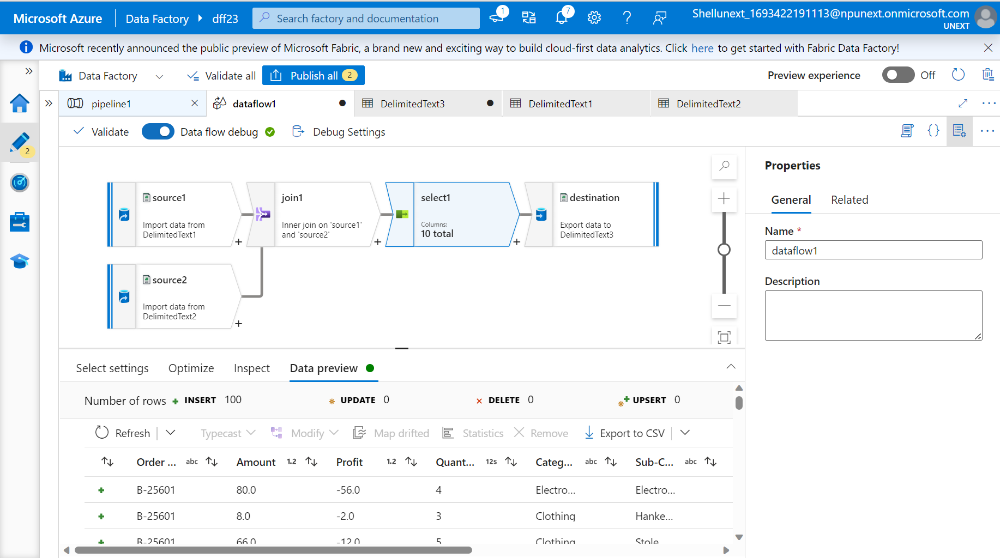 Microsoft Azure Data Factory dff23 Search factory and documentation 1 7 Shellunext_1693422191113@npunext.onmicrosoft.com
UNEXT
Microsoft recently announced the public preview of Microsoft Fabric, a brand new and exciting way to build cloud-first data analytics. Click here to get started with Fabric Data Factory!
Data Factory Validate all Publish all 2 Preview experience Off
pipeline1 dataflow1 DelimitedText3 DelimitedText1 DelimitedText2
Validate Data flow debug Debug Settings {}
2
source1
Import data from
DelimitedText1
join1
Inner join on 'source1'
and 'source2'
select1
Columns:
10 total
destination
Export data to
DelimitedText3
source2
Import data from
DelimitedText2
Properties
General Related
Name *
dataflow1
Description
Select settings Optimize Inspect Data preview
Number of rows INSERT 100 UPDATE 0 DELETE 0 UPSERT 0
Refresh Typecast Modify Map drifted Statistics Remove Export to CSV
Order ... abc Amount 1.2 Profit 1.2 Quant... 12s Categ... abc Sub-C... abc
B-25601 80.0 -56.0 4 Electro... Electro...
B-25601 8.0 -2.0 3 Clothing Hanke...
B-25601 66.0 -12.0 5 Clothing Stole